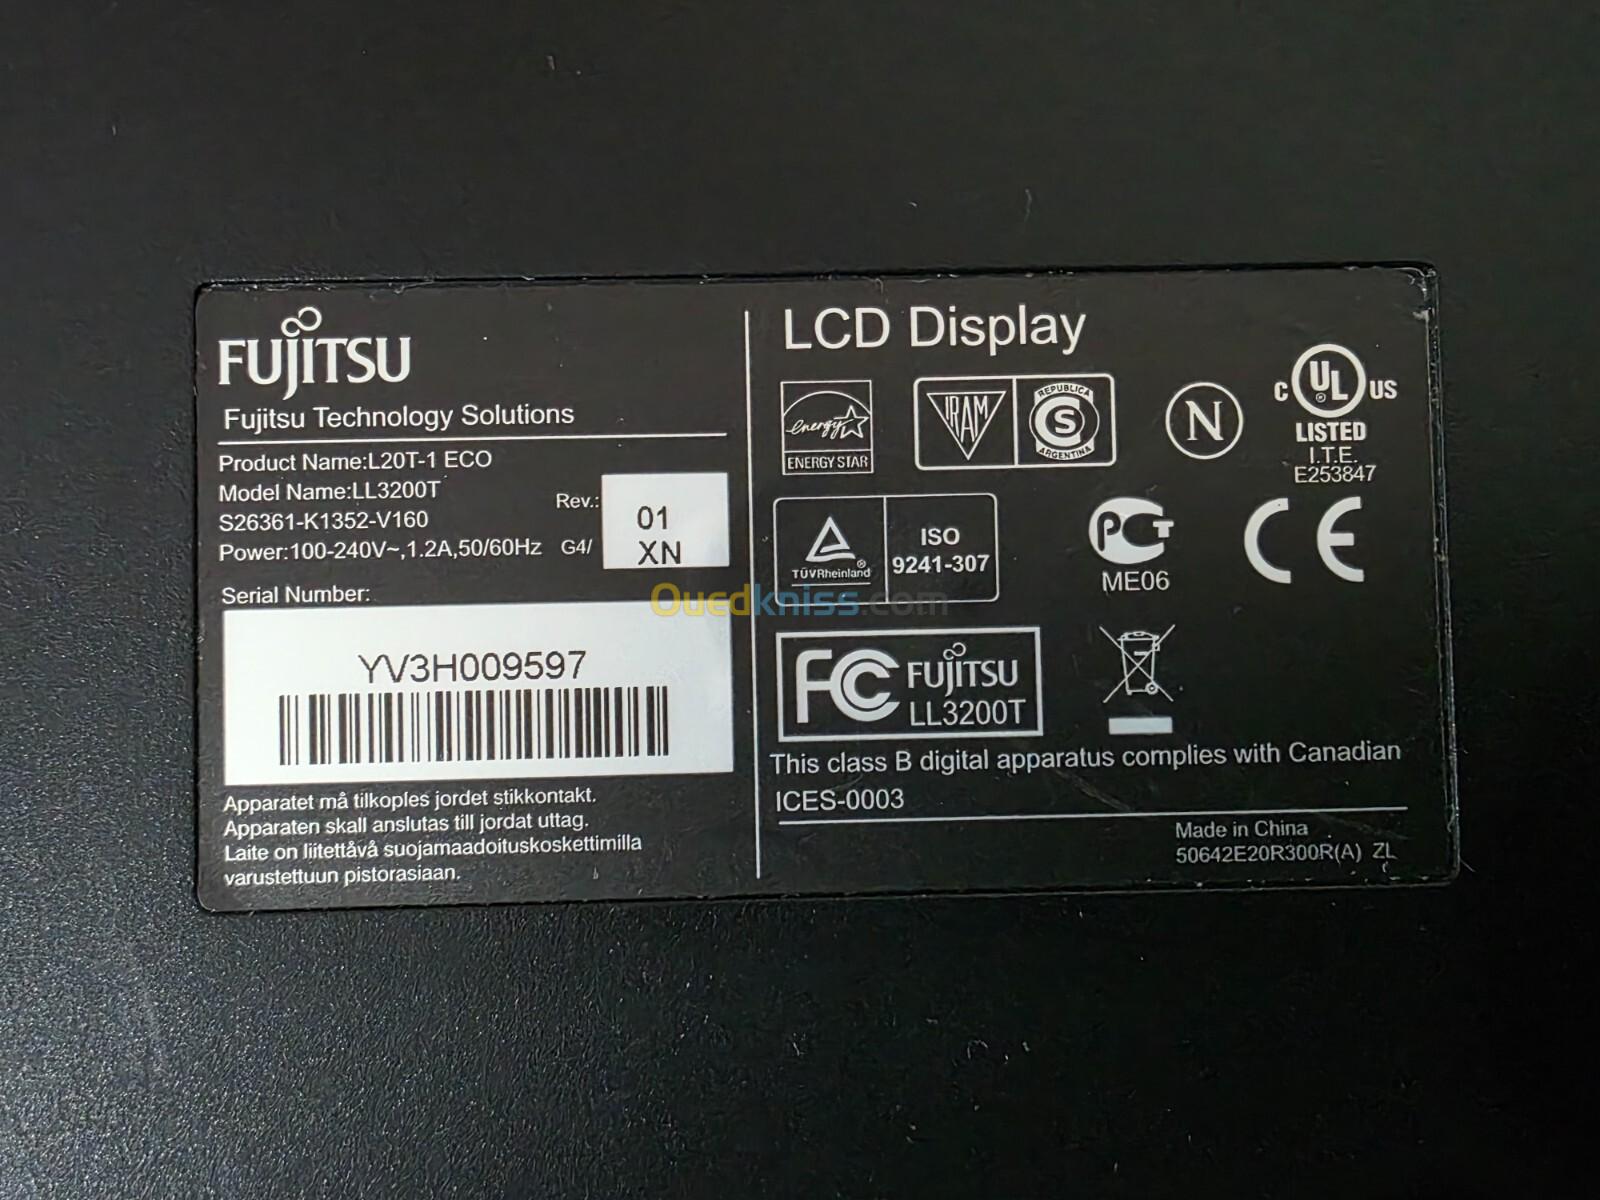 FUJITSU
Fujitsu Technology Solutions
Product Name:L20T-1 ECO
Model Name:LL3200T
S26361-K1352-V160
Power:100-240V~,1.2A,50/60Hz
Rev.:
G4/
01
XN
Serial Number:
YV3H009597
Apparatet må tilkoples jordet stikkontakt.
Apparaten skall anslutas till jordat uttag.
Laite on liitettåvå suojamaadoituskoskettimilla
varustettuun pistorasiaan.
LCD Display
energy
ENERGY STAR
IRAM
REPUBLICA
S
ARGENTINA
N
C UL US
®
LISTED
I.T.E.
E253847
TÜVRheinland®
ISO
9241-307
PCT
ME06
CE
FC FUJITSU
LL3200T
This class B digital apparatus complies with Canadian
ICES-0003
Made in China
50642E20R300R(A) ZL
Ouedkniss.com